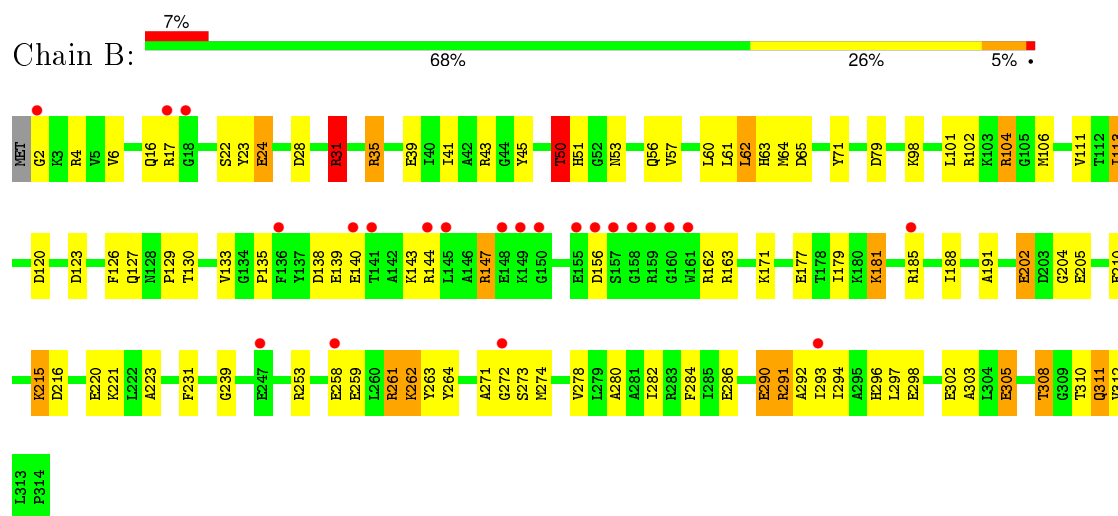 7%
Chain B:
68% 26% 5% •
MET G2 K3 R4 V5 V6 Q16 R17 G18 S22 Y23 E24 D28 R31 R35 E39 I40 I41 A42 R43 G44 Y45 T50 H51 G52 N53 Q56 V57 L60 L61 L62 H63 M64 D65 Y71 D79 K98 L101 R102 K103 R104 G105 M106 V111 T112 I113
D120 D123 F126 Q127 N128 P129 T130 V133 G134 P135 F136 Y137 D138 E139 E140 T141 A142 K143 R144 L145 A146 R147 E148 K149 G150 E155 D156 S157 G158 R159 G160 W161 R162 R163 K171 E177 T178 I179 K180 K181 R185 I188 A191 E202 D203 G204 E205
K215 D216 E220 K221 L222 A223 F231 G239 E247 R253 E258 E259 L260 R261 K262 Y263 Y264 A271 G272 S273 M274 V278 L279 A280 A281 I282 R283 F284 I285 E286 E290 R291 A292 I293 I294 A295 H296 L297 E298 E302 A303 L304 E305 T308 G309 T310 Q311 V312
L313 P314